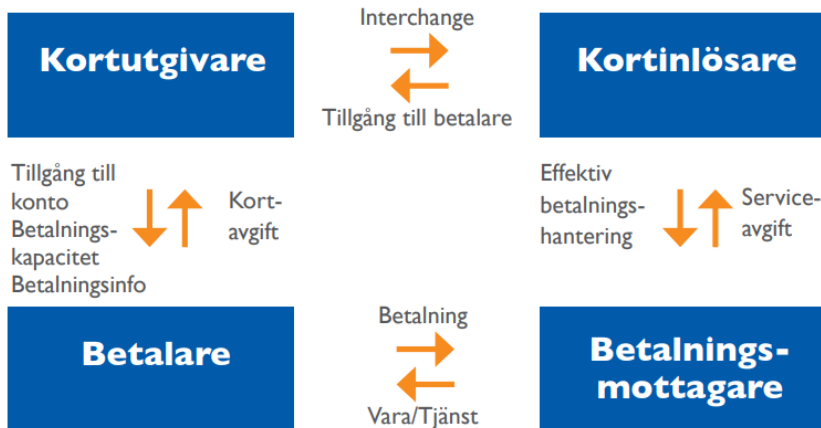 Interchange
Kortutgivare
Kortinlösare
Tillgång till betalare
Tillgång till
konto
Betalnings-
kapacitet
Betalningsinfo
Kort-
avgift
Effektiv
betalnings-
hantering
Service-
avgift
Betalning
Betalare
Betalnings-
mottagare
Vara/Tjänst